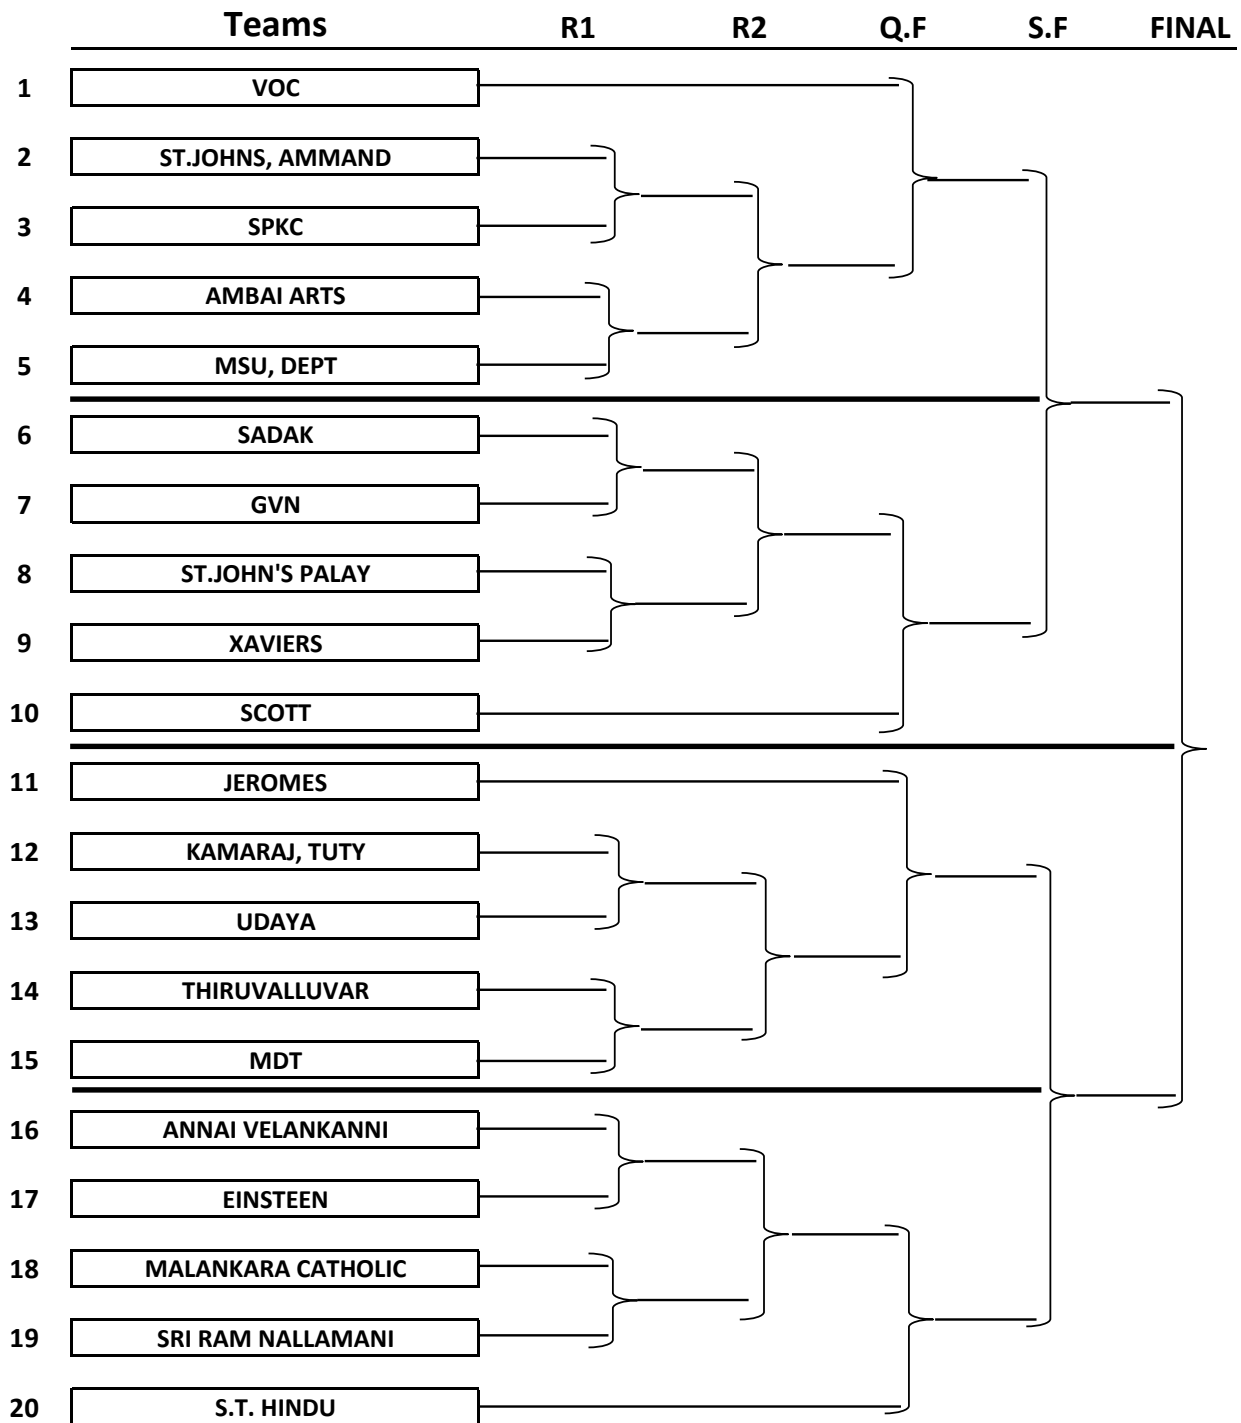 Teams R1 R2 Q.F S.F FINAL
1 VOC
2 ST.JOHNS, AMMAND
3 SPKC
4 AMBAI ARTS
5 MSU, DEPT
6 SADAK
7 GVN
8 ST.JOHN'S PALAY
9 XAVIERS
10 SCOTT
11 JEROMES
12 KAMARAJ, TUTY
13 UDAYA
14 THIRUVALLUVAR
15 MDT
16 ANNAI VELANKANNI
17 EINSTEEN
18 MALANKARA CATHOLIC
19 SRI RAM NALLAMANI
20 S.T. HINDU